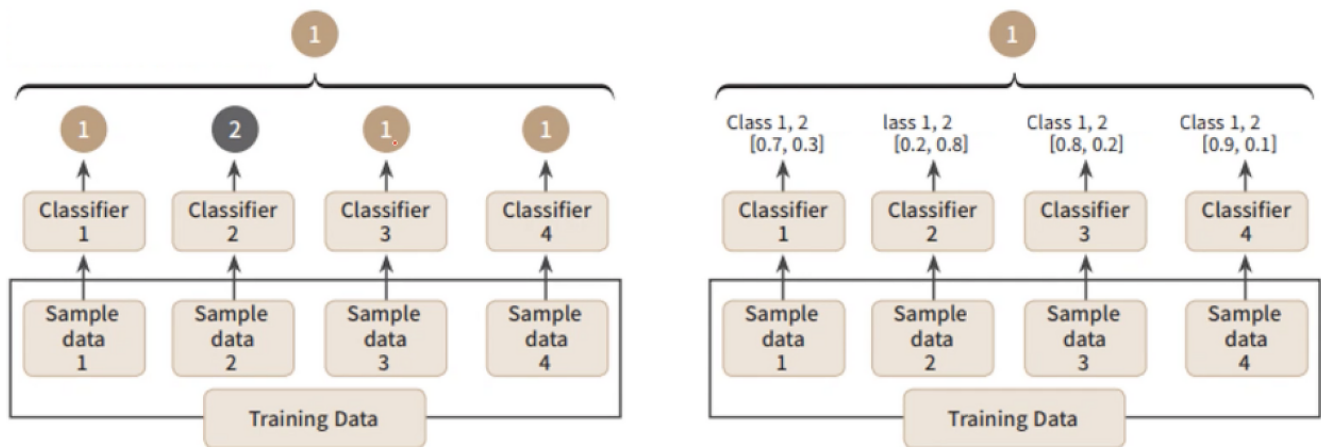 1
1 2 1 1
Classifier 1
Classifier 2
Classifier 3
Classifier 4
Sample data 1
Sample data 2
Sample data 3
Sample data 4
Training Data
1
Class 1, 2
[0.7, 0.3]
lass 1, 2
[0.2, 0.8]
Class 1, 2
[0.8, 0.2]
Class 1, 2
[0.9, 0.1]
Classifier 1
Classifier 2
Classifier 3
Classifier 4
Sample data 1
Sample data 2
Sample data 3
Sample data 4
Training Data